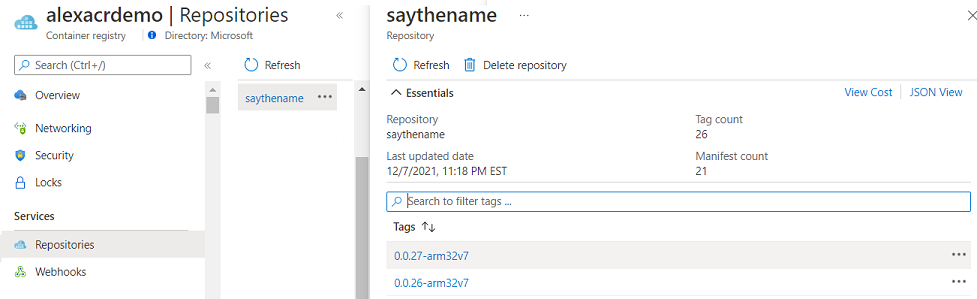 alexacrdemo | Repositories
Container registry
Directory: Microsoft
Search (Ctrl+/)
Overview
Networking
Security
Locks
Services
Repositories
Webhooks
Refresh
saythename
saythename
Repository
Refresh
Delete repository
Essentials
View Cost
JSON View
Repository
saythename
Tag count
26
Last updated date
12/7/2021, 11:18 PM EST
Manifest count
21
Search to filter tags ...
Tags
0.0.27-arm32v7
0.0.26-arm32v7